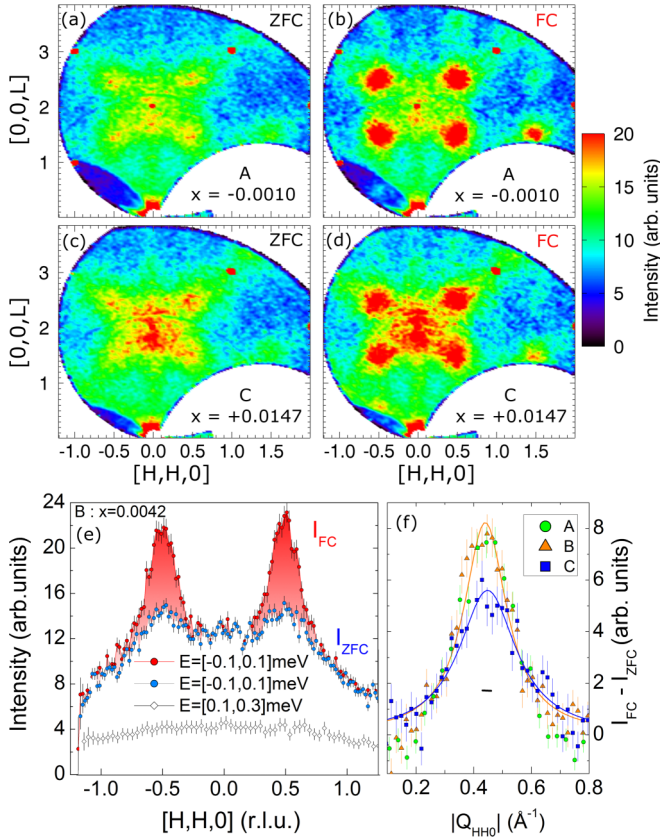 (a) ZFC
(b) FC
3
2
1
[0,0,L]
A
x = -0.0010
A
x = -0.0010
20
15
10
5
0
Intensity (arb. units)
(c) ZFC
(d) FC
3
2
1
[0,0,L]
C
x = +0.0147
C
x = +0.0147
-1.0 -0.5 0.0 0.5 1.0 1.5
-1.0 -0.5 0.0 0.5 1.0 1.5
[H,H,0]
[H,H,0]
24
20
16
12
8
4
0
Intensity (arb.units)
B : x=0.0042
(e)
I_FC
I_ZFC
E=[-0.1,0.1]meV
E=[-0.1,0.1]meV
E=[0.1,0.3]meV
-1.0 -0.5 0.0 0.5 1.0
[H,H,0] (r.l.u.)
(f)
A
B
C
8
6
4
2
0
I_FC - I_ZFC (arb. units)
0.2 0.4 0.6 0.8
|Q_HH0| (Å⁻¹)